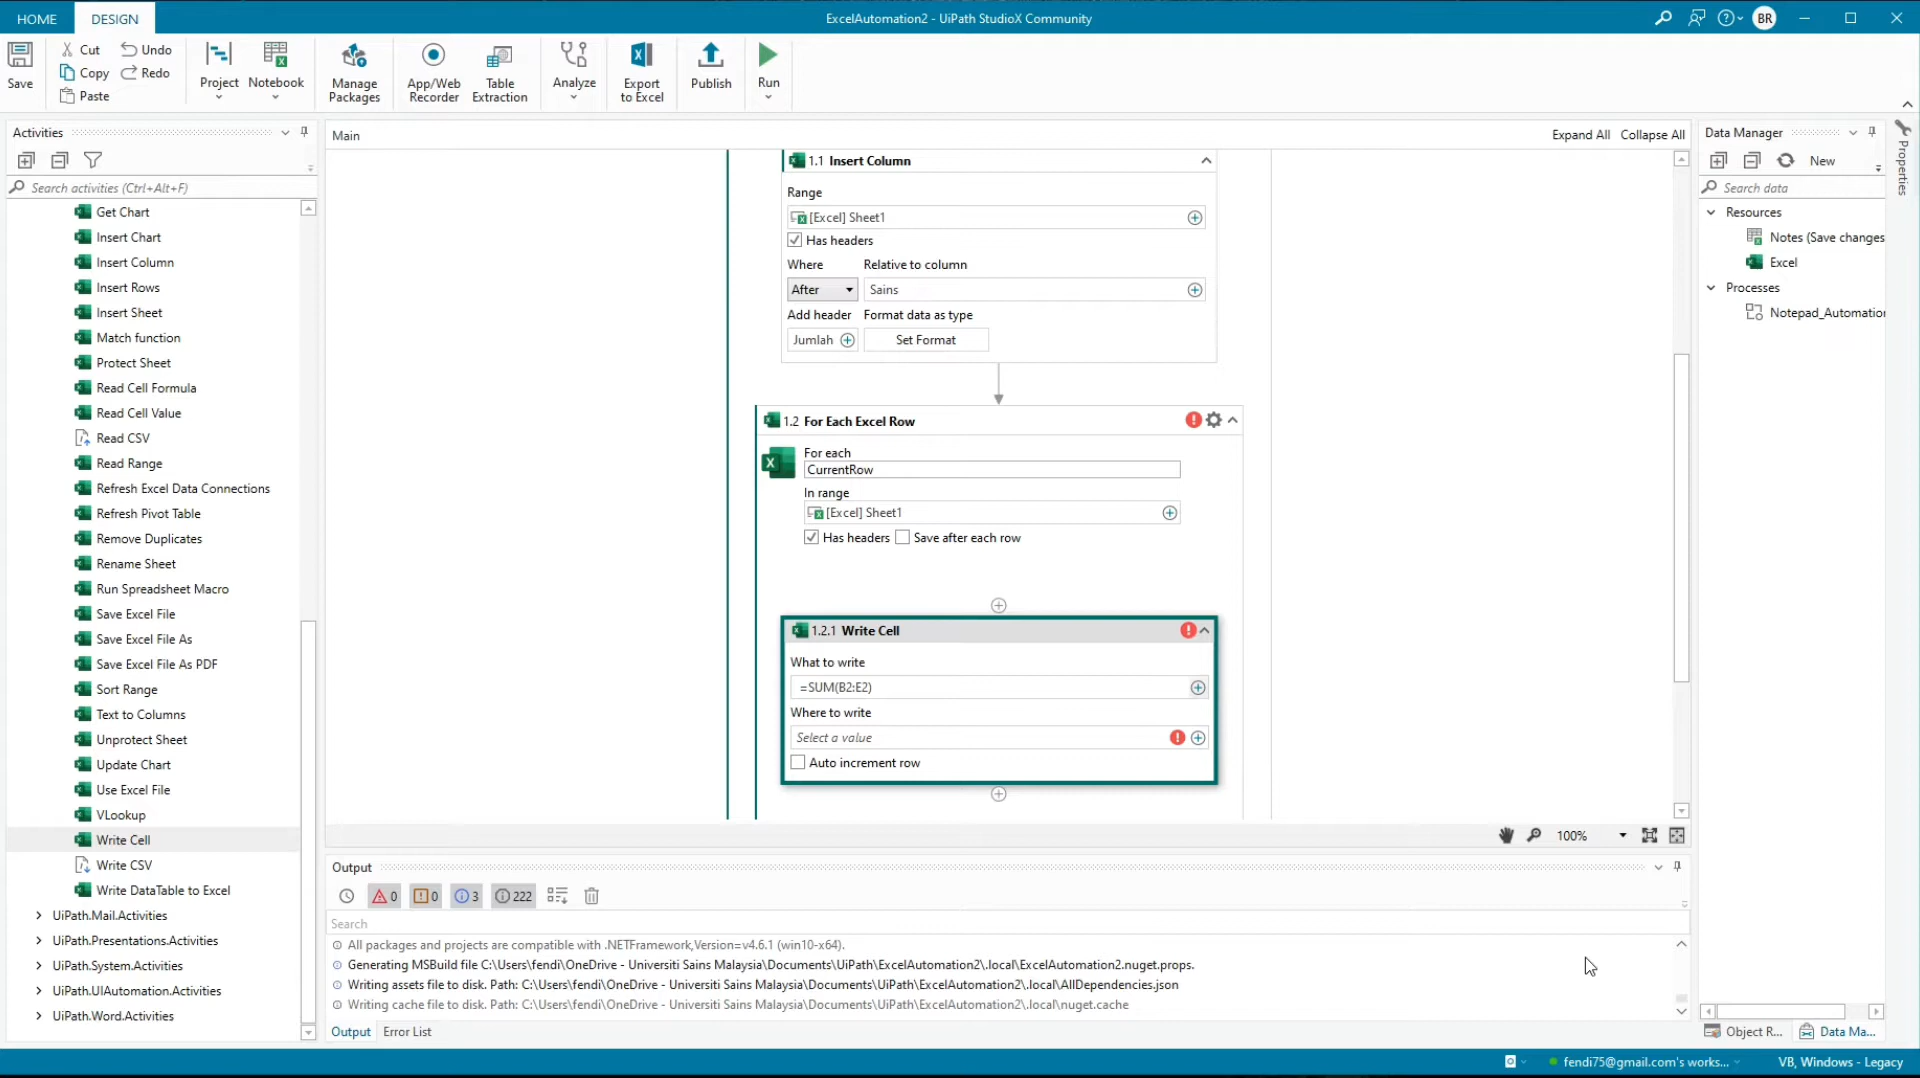 HOME
DESIGN
ExcelAutomation2 - UiPath StudioX Community
BR
Save
Cut
Copy
Paste
Undo
Redo
Project
Notebook
Manage Packages
App/Web Recorder
Table Extraction
Analyze
Export to Excel
Publish
Run
Activities
Search activities (Ctrl+Alt+F)
Get Chart
Insert Chart
Insert Column
Insert Rows
Insert Sheet
Match function
Protect Sheet
Read Cell Formula
Read Cell Value
Read CSV
Read Range
Refresh Excel Data Connections
Refresh Pivot Table
Remove Duplicates
Rename Sheet
Run Spreadsheet Macro
Save Excel File
Save Excel File As
Save Excel File As PDF
Sort Range
Text to Columns
Unprotect Sheet
Update Chart
Use Excel File
VLookup
Write Cell
Write CSV
Write DataTable to Excel
UiPath.Mail.Activities
UiPath.Presentations.Activities
UiPath.System.Activities
UiPath.UIAutomation.Activities
UiPath.Word.Activities
Main
Expand All Collapse All
1.1 Insert Column
Range
[Excel] Sheet1
Has headers
Where Relative to column
After Sains
Add header Format data as type
Jumlah Set Format
1.2 For Each Excel Row
For each
CurrentRow
In range
[Excel] Sheet1
Has headers Save after each row
1.2.1 Write Cell
What to write
=SUM(B2:E2)
Where to write
Select a value
Auto increment row
100%
Output
0 0 3 222
Search
All packages and projects are compatible with .NETFramework,Version=v4.6.1 (win10-x64).
Generating MSBuild file C:\Users\fendi\OneDrive - Universiti Sains Malaysia\Documents\UiPath\ExcelAutomation2\.local\ExcelAutomation2.nuget.props.
Writing assets file to disk. Path: C:\Users\fendi\OneDrive - Universiti Sains Malaysia\Documents\UiPath\ExcelAutomation2\.local\AllDependencies.json
Writing cache file to disk. Path: C:\Users\fendi\OneDrive - Universiti Sains Malaysia\Documents\UiPath\ExcelAutomation2\.local\nuget.cache
Output Error List
Data Manager
New
Search data
Resources
Notes (Save changes
Excel
Processes
Notepad_Automation
Object R... Data Ma...
Properties
fendi75@gmail.com's works...
VB, Windows - Legacy